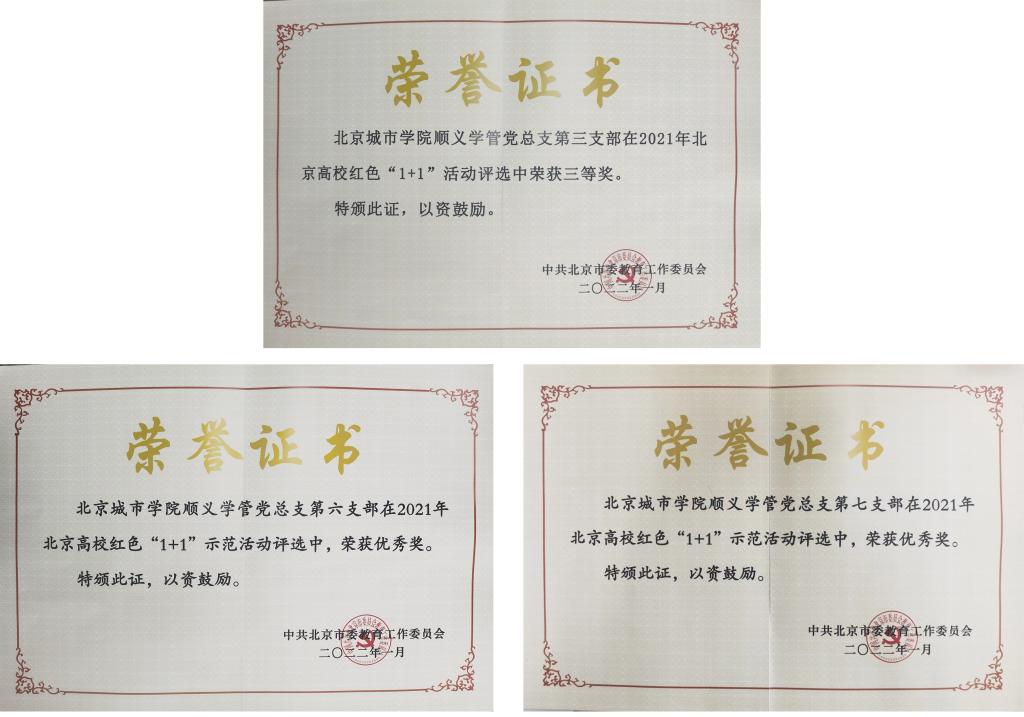 荣誉证书
北京城市学院顺义学管党总支第三支部在2021年北
京高校红色“1+1”活动评选中荣获三等奖。
特颁此证，以资鼓励。
中共北京市委教育工作委员会
二〇二二年一月
荣誉证书
北京城市学院顺义学管党总支第六支部在2021年
北京高校红色“1+1”示范活动评选中，荣获优秀奖。
特颁此证，以资鼓励。
中共北京市委教育工作委员会
二〇二二年一月
荣誉证书
北京城市学院顺义学管党总支第七支部在2021年
北京高校红色“1+1”示范活动评选中，荣获优秀奖。
特颁此证，以资鼓励。
中共北京市委教育工作委员会
二〇二二年一月